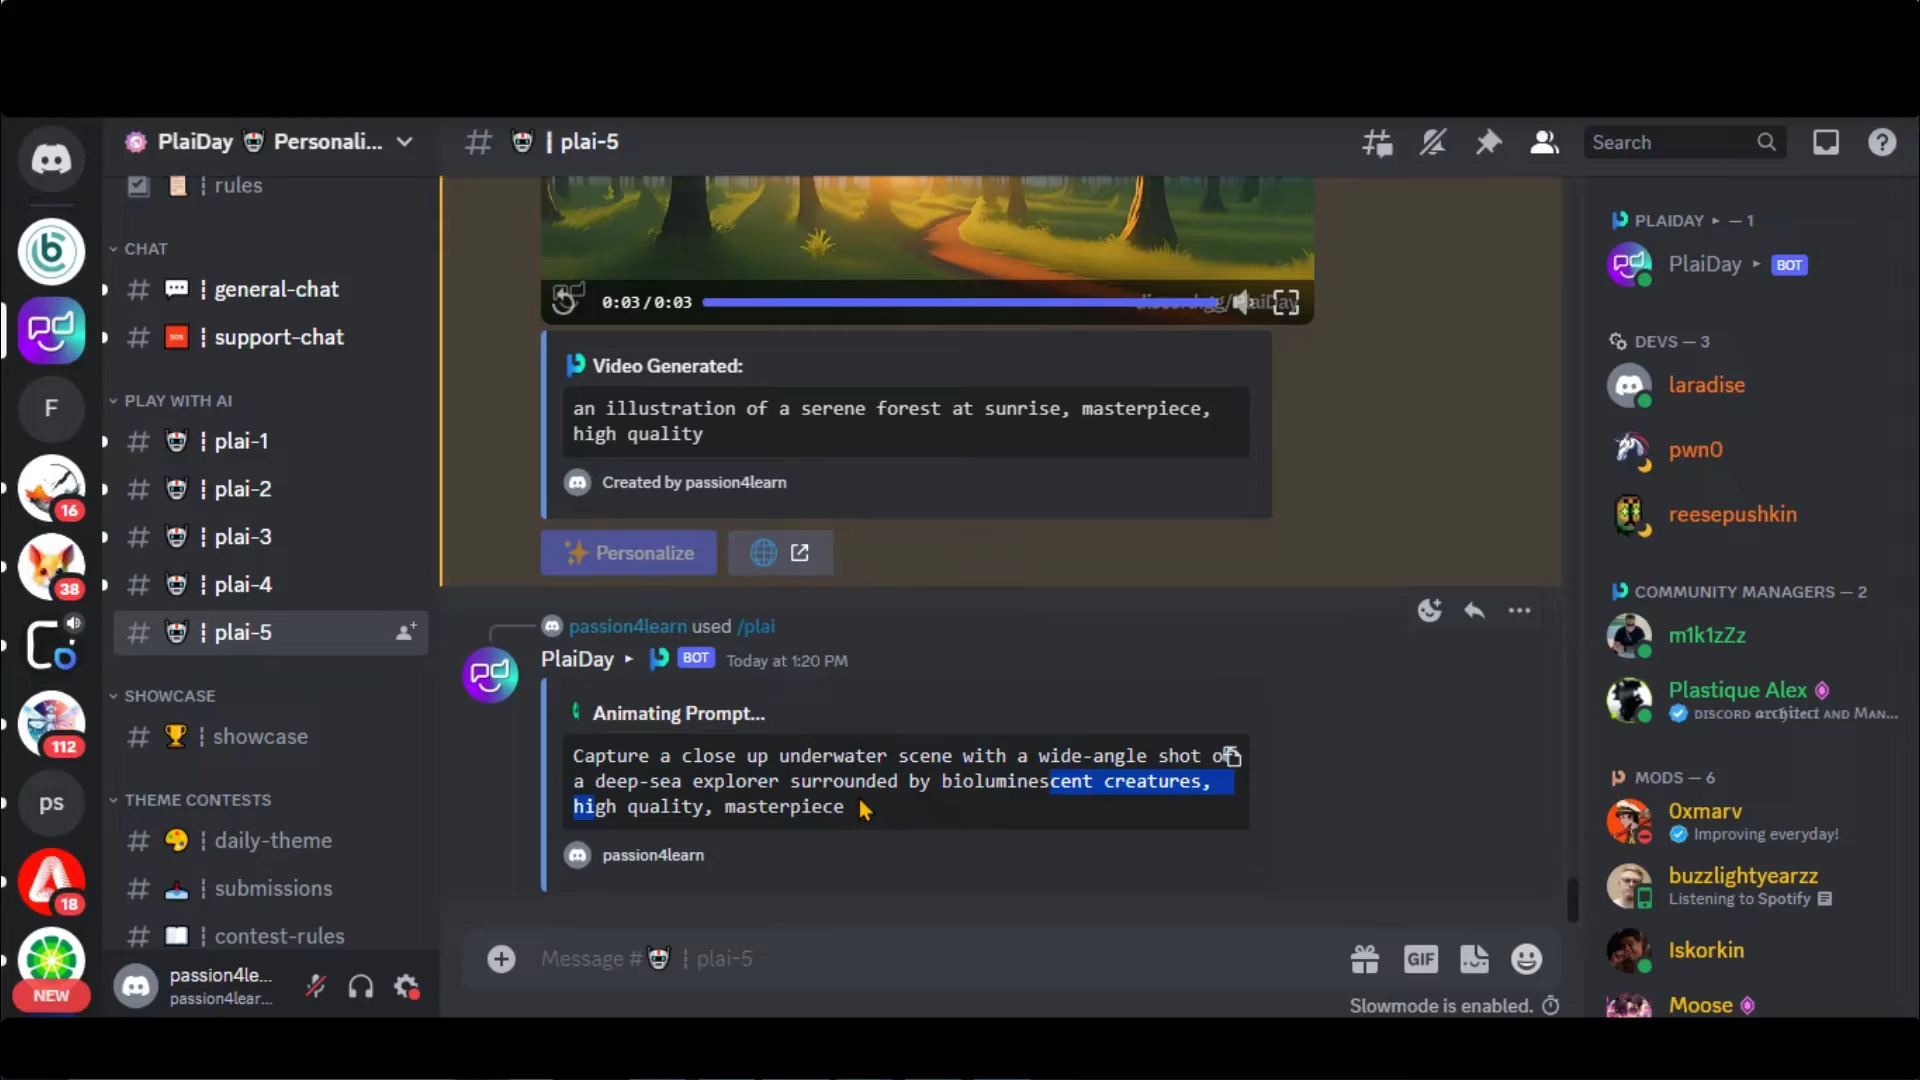 PlaiDay Personali...
plai-5
Search
rules
CHAT
general-chat
support-chat
PLAY WITH AI
plai-1
plai-2
plai-3
plai-4
plai-5
SHOWCASE
showcase
THEME CONTESTS
daily-theme
submissions
contest-rules
passion4le...
passion4lear...
F
16
38
112
ps
18
NEW
0:03/0:03
Video Generated:
an illustration of a serene forest at sunrise, masterpiece,
high quality
Created by passion4learn
Personalize
passion4learn used /plai
PlaiDay BOT Today at 1:20 PM
Animating Prompt...
Capture a close up underwater scene with a wide-angle shot of
a deep-sea explorer surrounded by bioluminescent creatures,
high quality, masterpiece
passion4learn
Message # plai-5
GIF
Slowmode is enabled.
PLAIDAY — 1
PlaiDay BOT
DEVS — 3
laradise
pwn0
reesepushkin
COMMUNITY MANAGERS — 2
m1k1zZz
Plastique Alex
DISCORD architect AND MAN...
MODS — 6
0xmarv
Improving everyday!
buzzlightyearzz
Listening to Spotify
Iskorkin
Moose